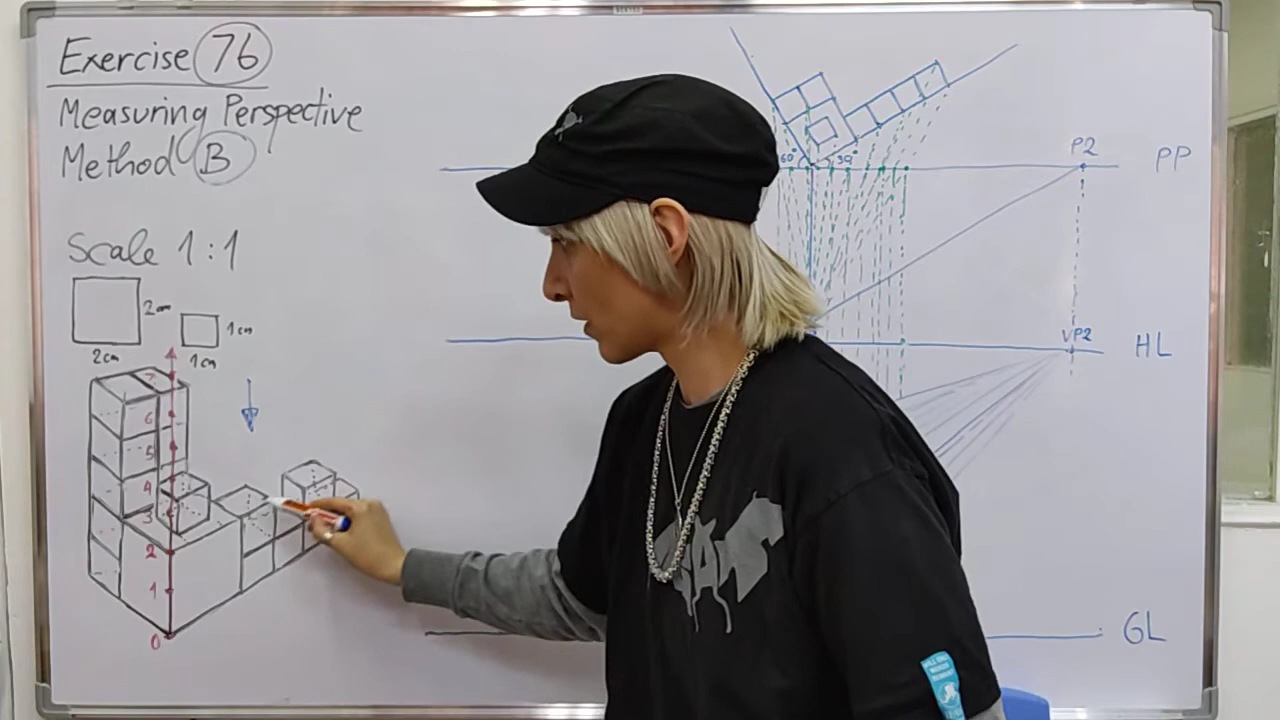 Exercise 76
Measuring Perspective
Method B
Scale 1:1
2cm
2cm
1cm
1cm
7
6
5
4
3
2
1
0
60°
39°
P2
PP
VP2
HL
GL